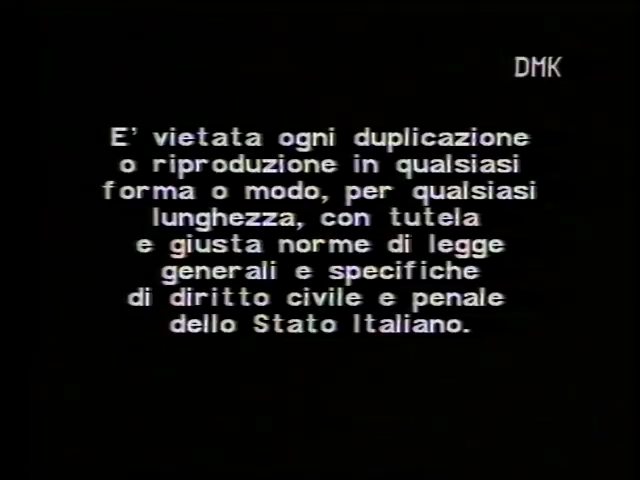 DMK
E' vietata ogni duplicazione
o riproduzione in qualsiasi
forma o modo, per qualsiasi
lunghezza, con tutela
e giusta norme di legge
generali e specifiche
di diritto civile e penale
dello Stato Italiano.